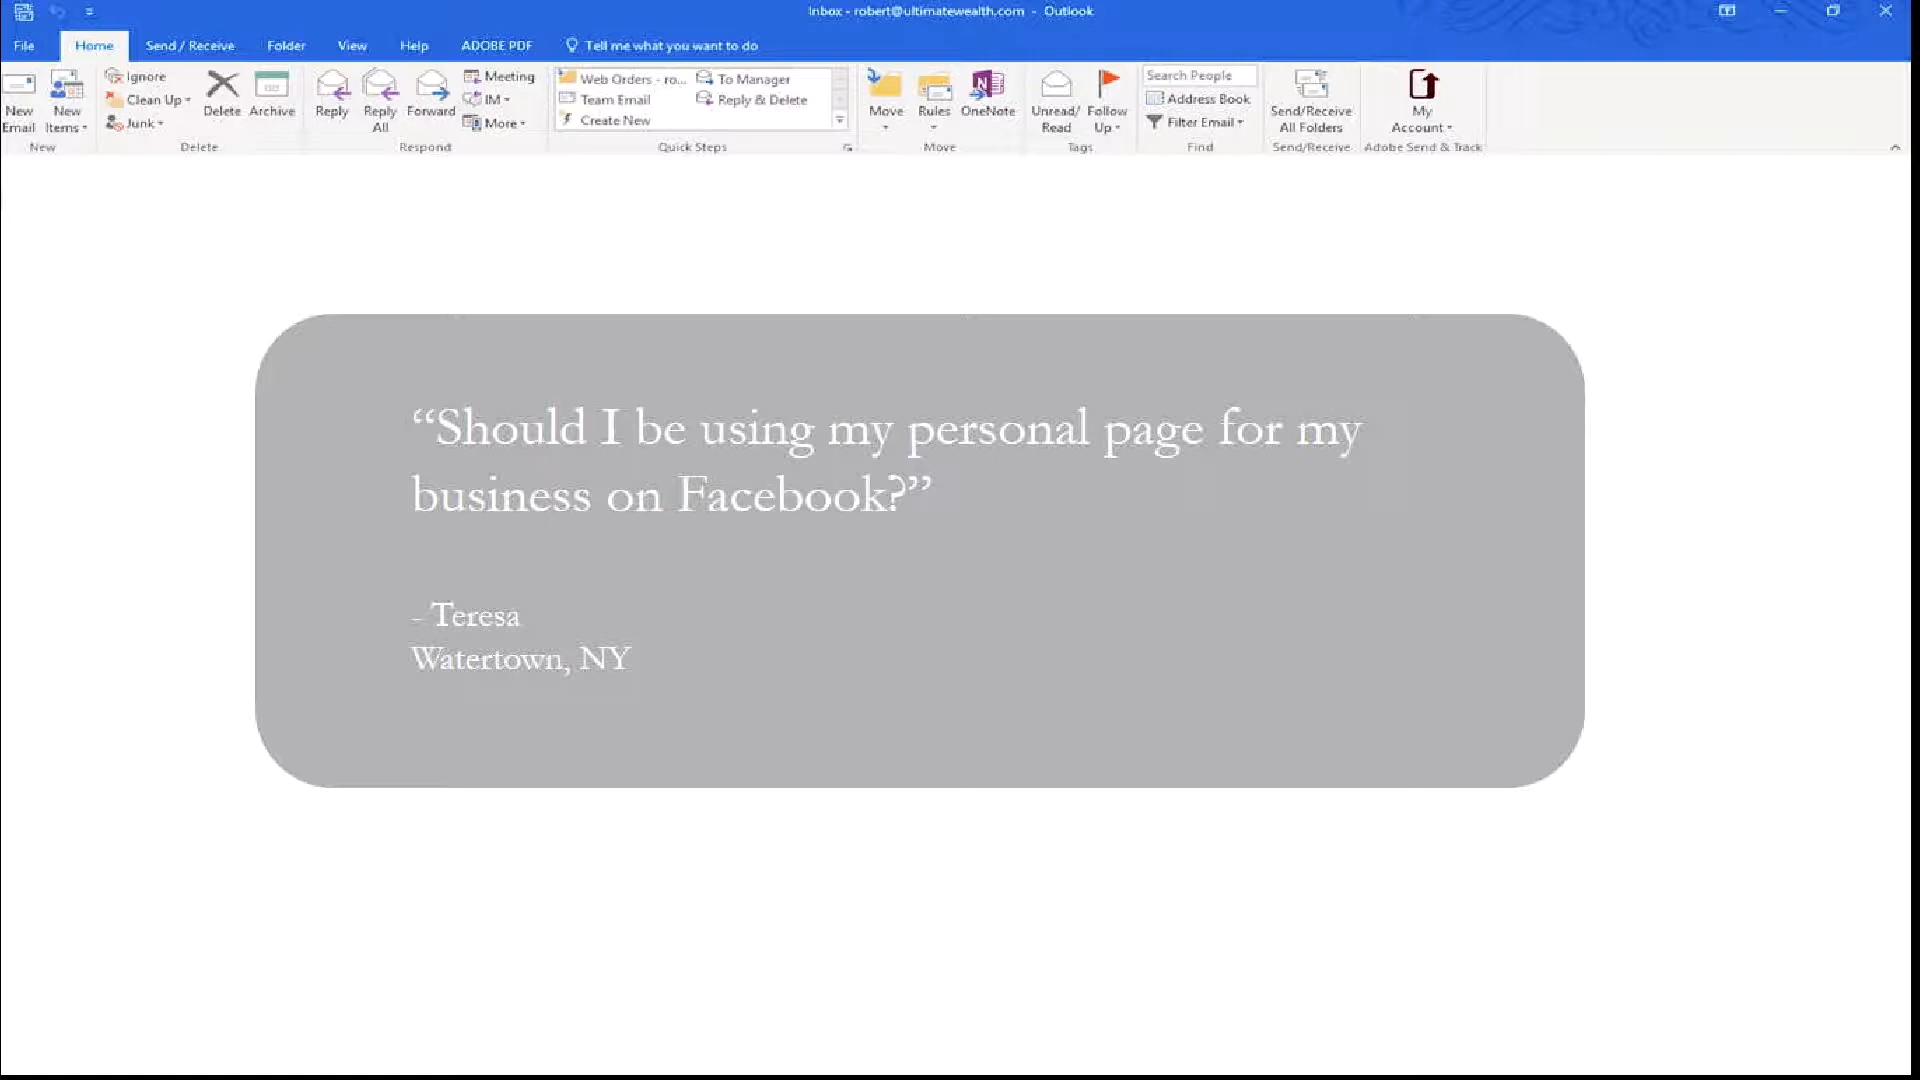 Inbox - robert@ultimatewealth.com - Outlook
File Home Send / Receive Folder View Help ADOBE PDF Tell me what you want to do
New Email
New Items
Ignore
Clean Up
Junk
Delete
Archive
Reply
Reply All
Forward
Meeting
IM
More
Web Orders - ro...
Team Email
Create New
To Manager
Reply & Delete
Move
Rules
OneNote
Unread/ Read
Follow Up
Search People
Address Book
Filter Email
Send/Receive All Folders
My Account
New Delete Respond Quick Steps Move Tags Find Send/Receive Adobe Send & Track
“Should I be using my personal page for my
business on Facebook?”
- Teresa
Watertown, NY